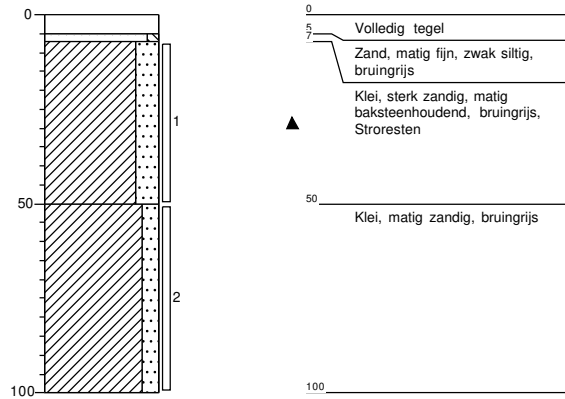 0
50
100
1
2
0
Volledig tegel
5
7
Zand, matig fijn, zwak siltig,
bruingrijs
Klei, sterk zandig, matig
baksteenhoudend, bruingrijs,
Stroresten
50
Klei, matig zandig, bruingrijs
100